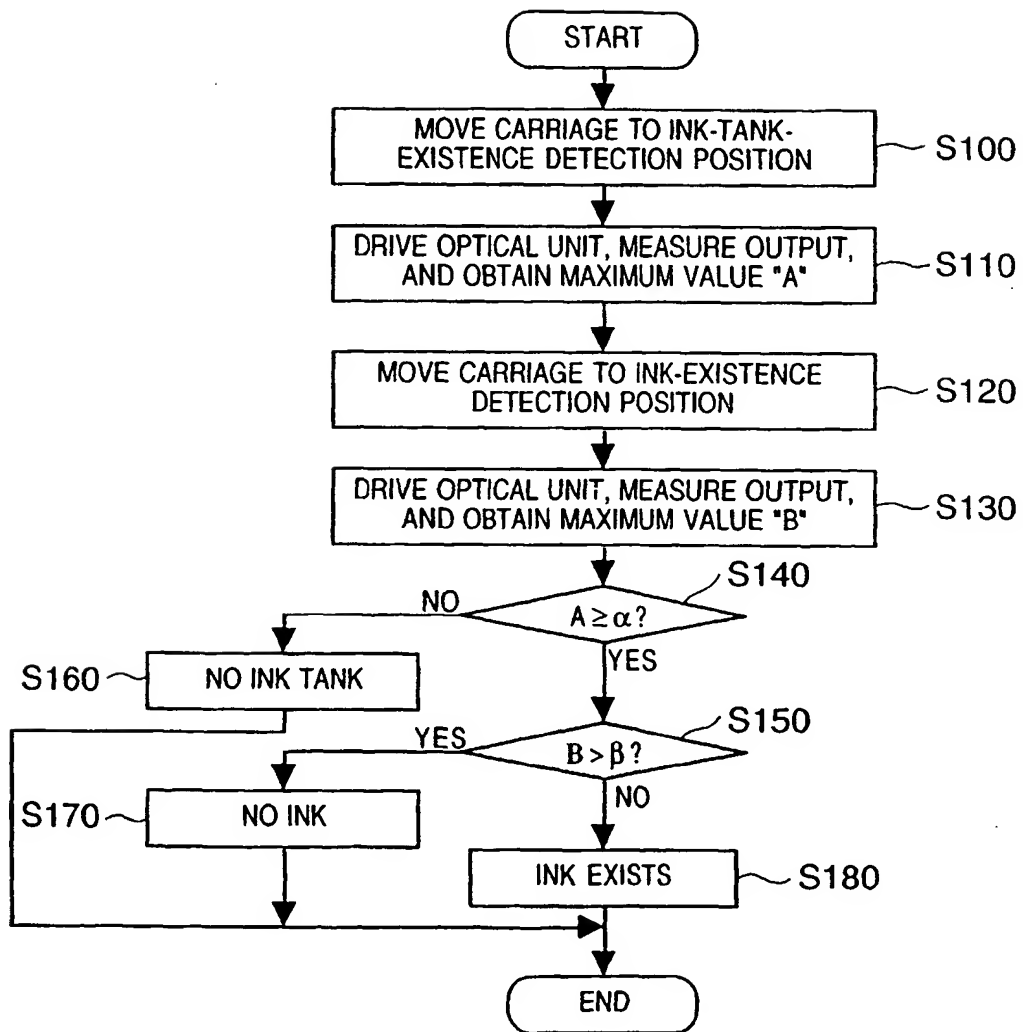 START
MOVE CARRIAGE TO INK-TANK-
EXISTENCE DETECTION POSITION
S100
DRIVE OPTICAL UNIT, MEASURE OUTPUT,
AND OBTAIN MAXIMUM VALUE "A"
S110
MOVE CARRIAGE TO INK-EXISTENCE
DETECTION POSITION
S120
DRIVE OPTICAL UNIT, MEASURE OUTPUT,
AND OBTAIN MAXIMUM VALUE "B"
S130
S140
A ≥ α?
NO
YES
S160
NO INK TANK
S150
B > β?
YES
NO
S170
NO INK
INK EXISTS
S180
END